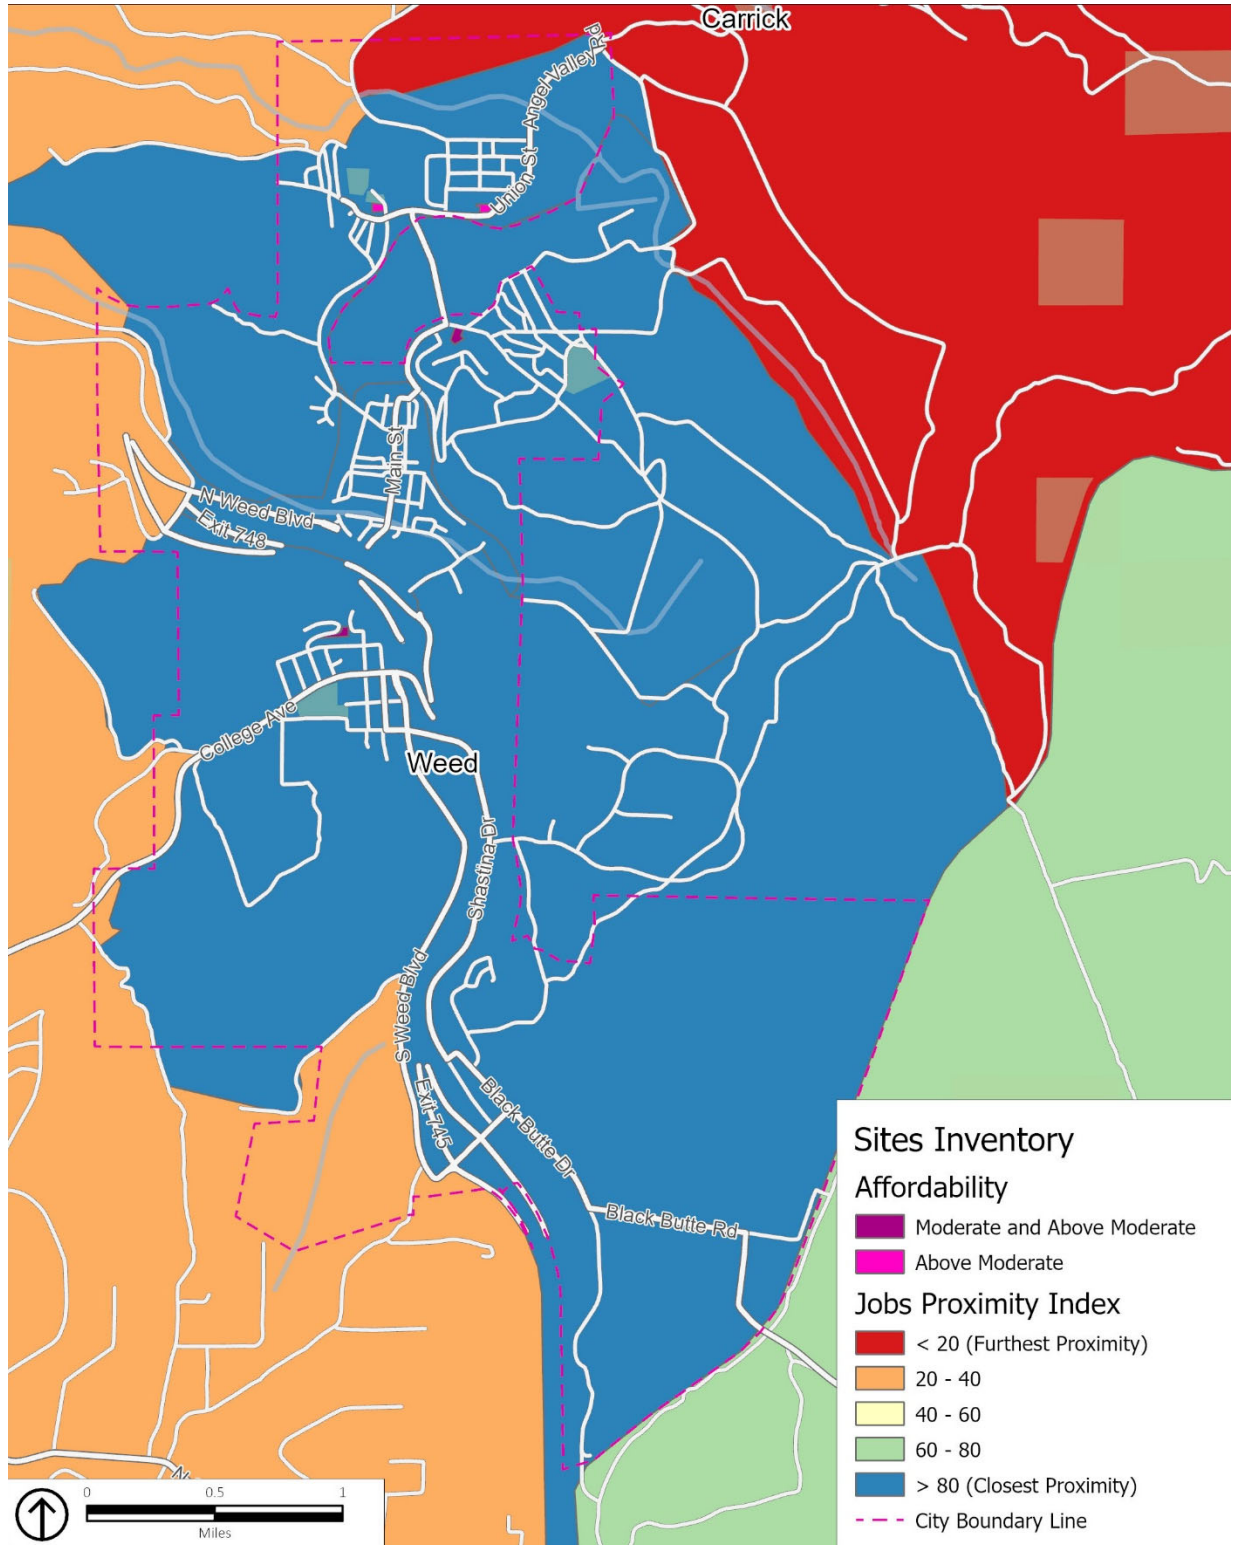 Carrick
Angel Valley Rd
Union St
Main St
N Weed Blvd
Exit 748
College Ave
Weed
Shastina Dr
S Weed Blvd
Exit 745
Black Butte Dr
Black Butte Rd
Sites Inventory
Affordability
Moderate and Above Moderate
Above Moderate
Jobs Proximity Index
< 20 (Furthest Proximity)
20 - 40
40 - 60
60 - 80
> 80 (Closest Proximity)
City Boundary Line
0 0.5 1
Miles